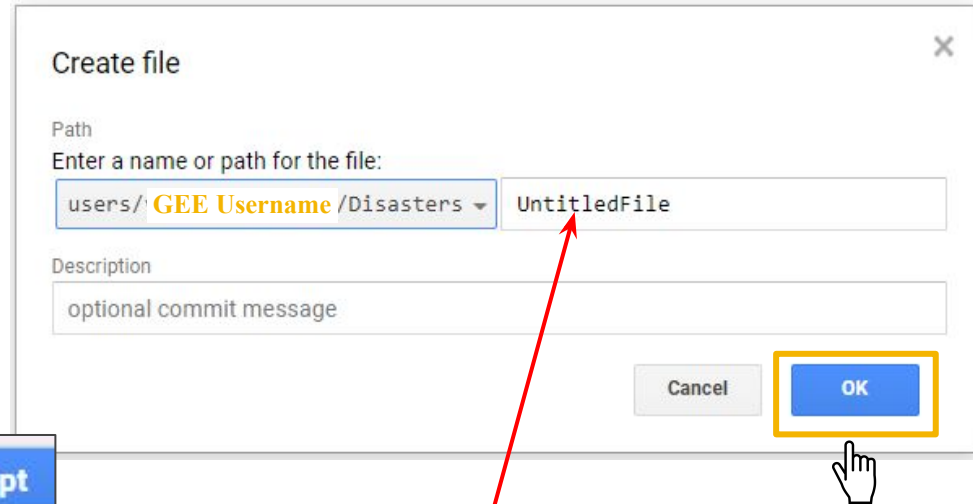 Create file
Path
Enter a name or path for the file:
users/ GEE Username /Disasters UntitledFile
Description
optional commit message
Cancel OK
pt